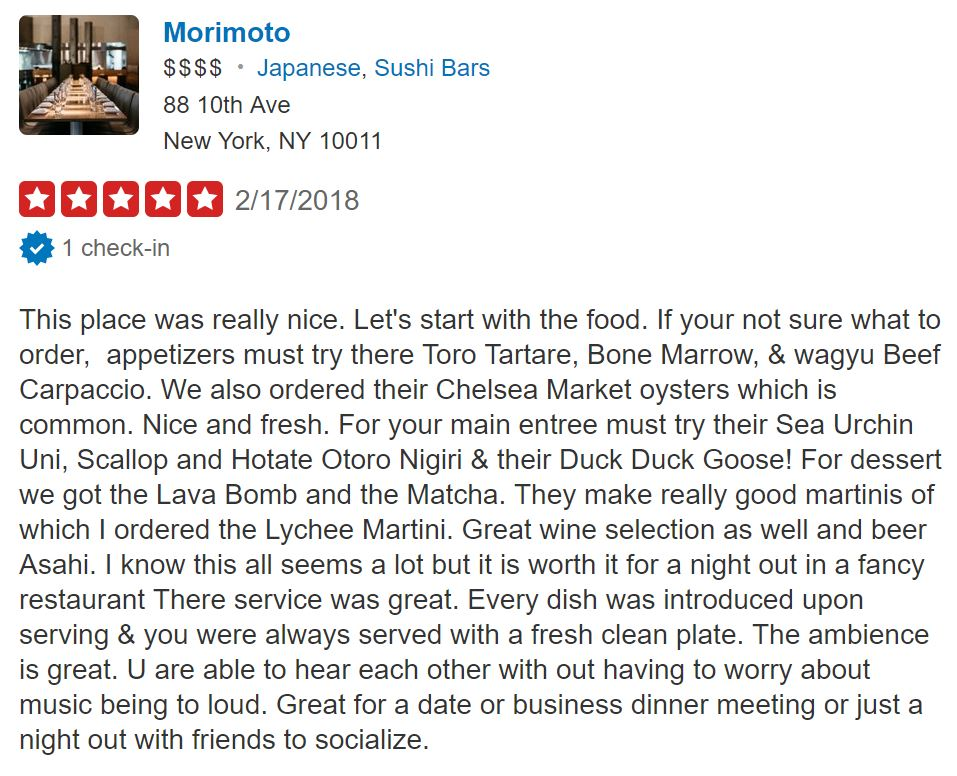 Morimoto
$$$$ • Japanese, Sushi Bars
88 10th Ave
New York, NY 10011
2/17/2018
1 check-in
This place was really nice. Let's start with the food. If your not sure what to
order,  appetizers must try there Toro Tartare, Bone Marrow, & wagyu Beef
Carpaccio. We also ordered their Chelsea Market oysters which is
common. Nice and fresh. For your main entree must try their Sea Urchin
Uni, Scallop and Hotate Otoro Nigiri & their Duck Duck Goose! For dessert
we got the Lava Bomb and the Matcha. They make really good martinis of
which I ordered the Lychee Martini. Great wine selection as well and beer
Asahi. I know this all seems a lot but it is worth it for a night out in a fancy
restaurant There service was great. Every dish was introduced upon
serving & you were always served with a fresh clean plate. The ambience
is great. U are able to hear each other with out having to worry about
music being to loud. Great for a date or business dinner meeting or just a
night out with friends to socialize.